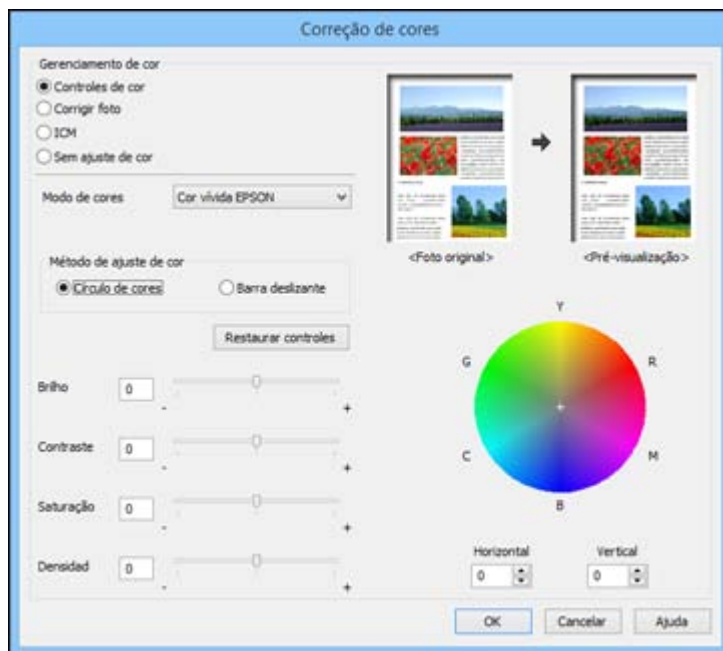 Correção de cores
Gerenciamento de cor
Controles de cor
Corrigir foto
ICM
Sem ajuste de cor
Modo de cores
Cor vívida EPSON
Método de ajuste de cor
Círculo de cores
Barra deslizante
Restaurar controles
Brilho
0
-
+
Contraste
0
-
+
Saturação
0
-
+
Densidad
0
-
+
<Foto original>
<Pré-visualização>
Y
G
R
C
M
B
Horizontal
Vertical
0
0
OK
Cancelar
Ajuda